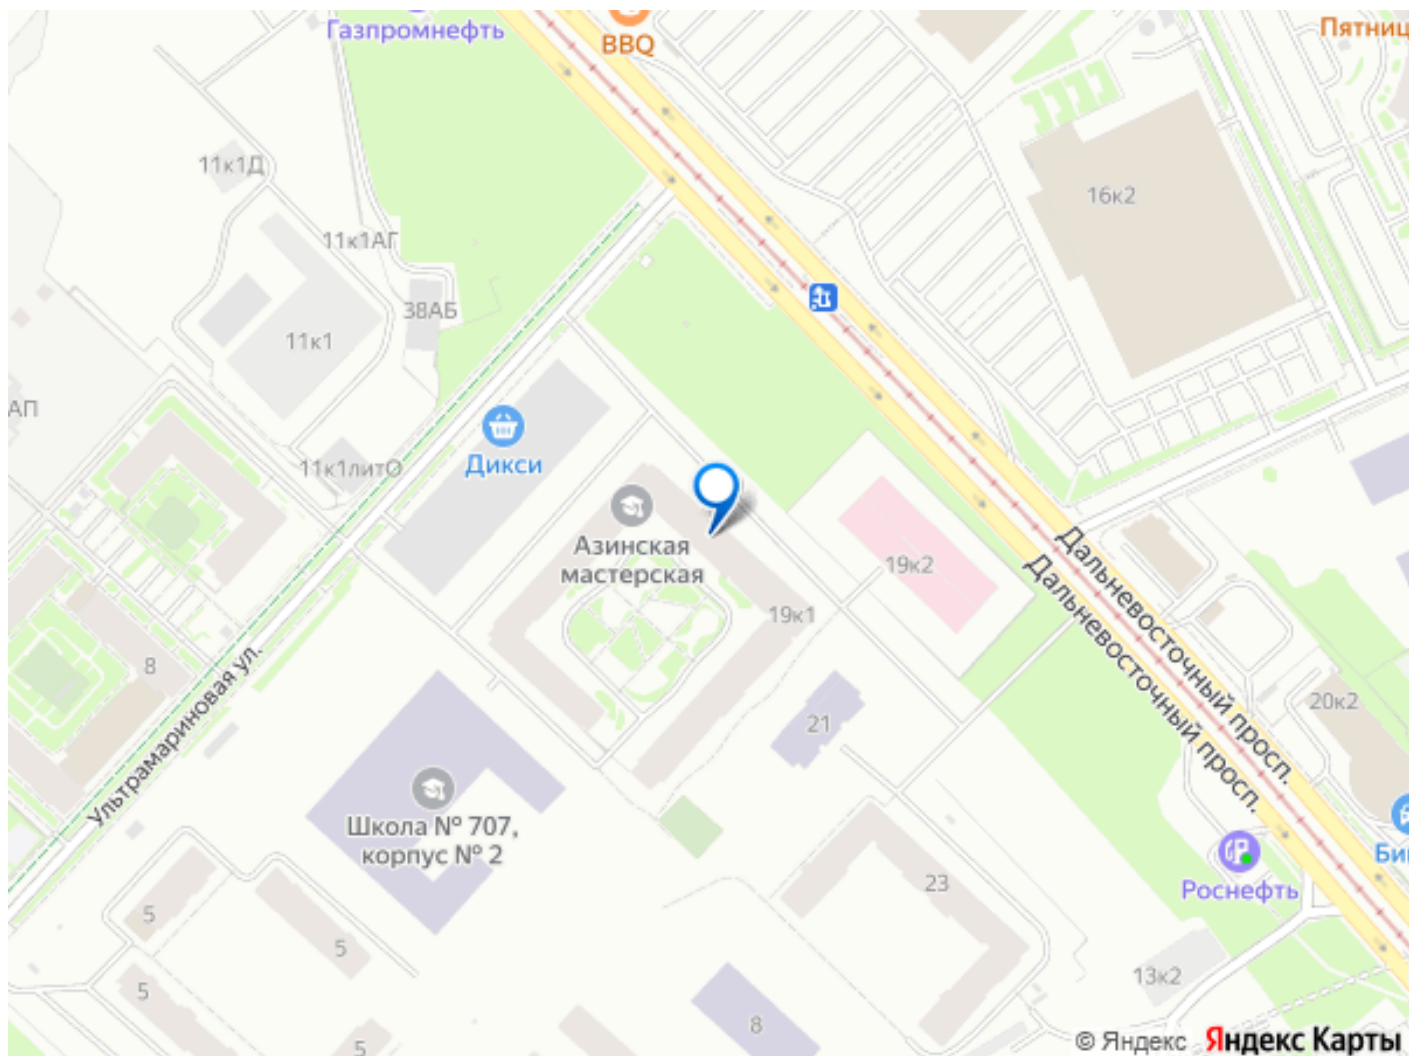 Газпромнефть
BBQ
Пятниц
11к1Д
16к2
11к1АГ
38АБ
11к1
АП
Дикси
11к1литО
Азинская
мастерская
19к2
19к1
Дальневосточный просп.
Дальневосточный просп.
8
Ультрамариновая ул.
21
20к2
Школа № 707,
корпус № 2
Би
Роснефть
23
5
5
5
13к2
8
5
© Яндекс Яндекс Карты